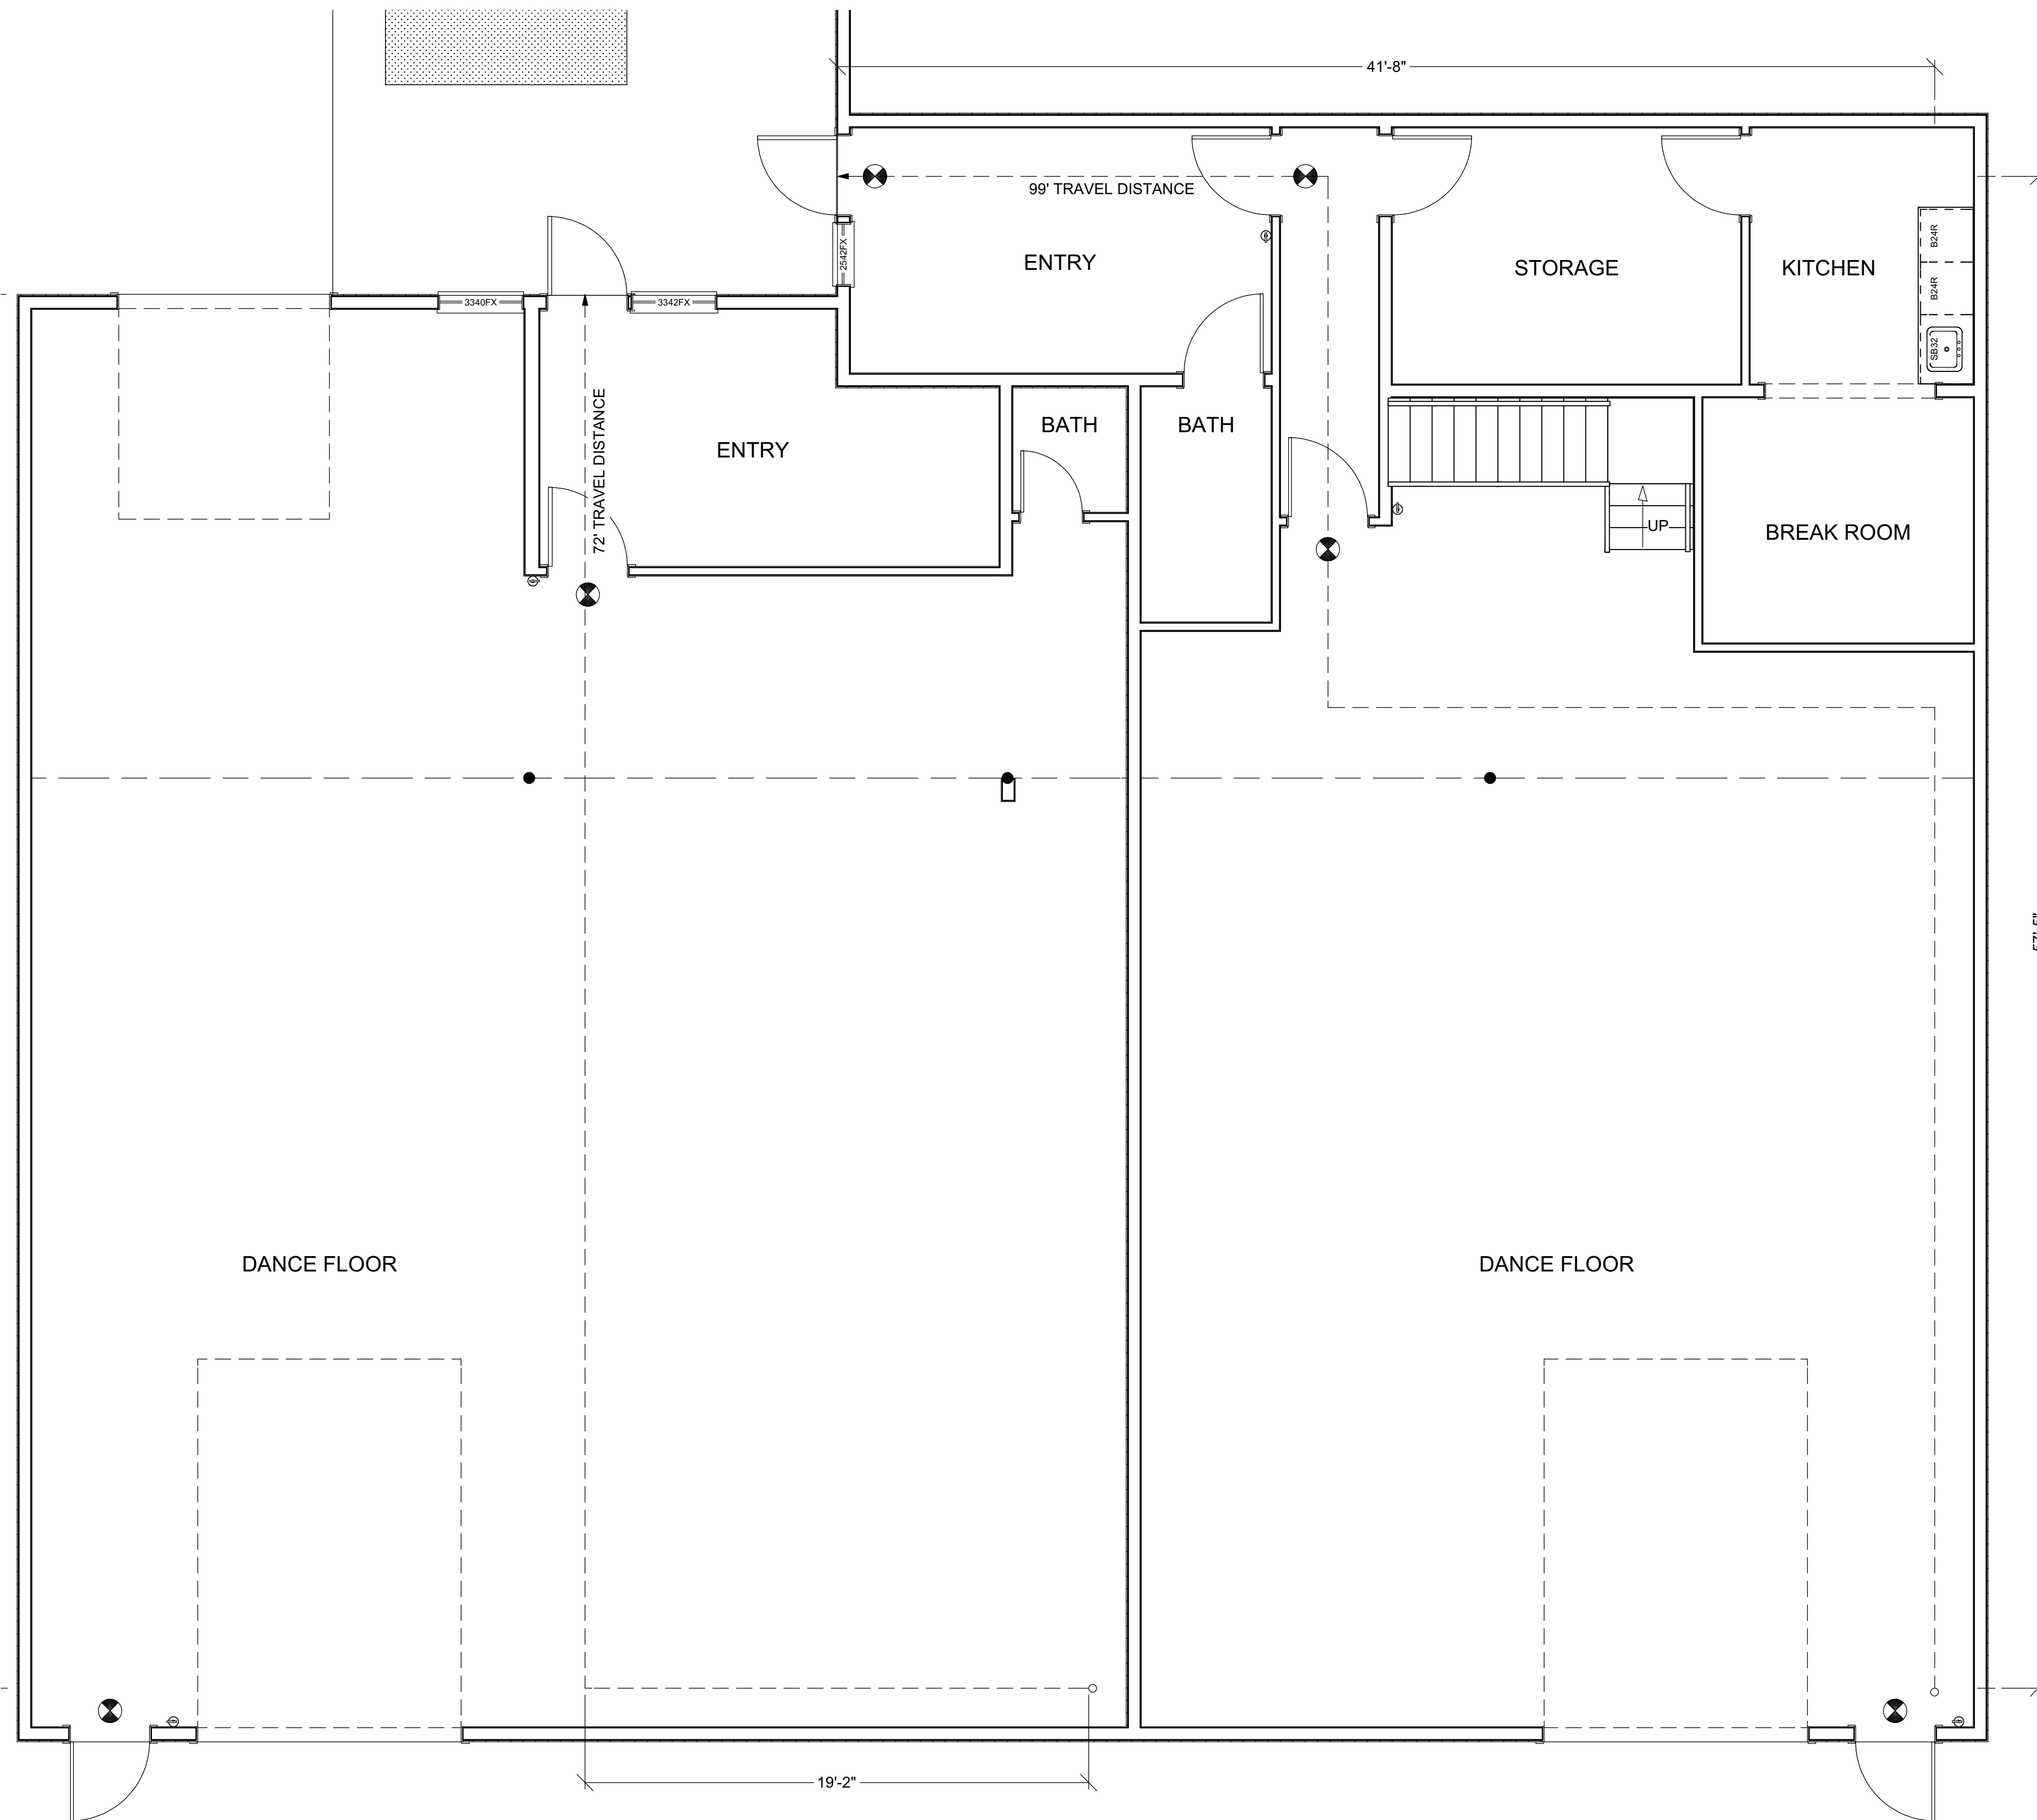 41'-8"
99' TRAVEL DISTANCE
2542FX
ENTRY
STORAGE
KITCHEN
B24R
B24R
SB32
3340FX
3342FX
72' TRAVEL DISTANCE
ENTRY
BATH
BATH
UP
BREAK ROOM
DANCE FLOOR
DANCE FLOOR
19'-2"